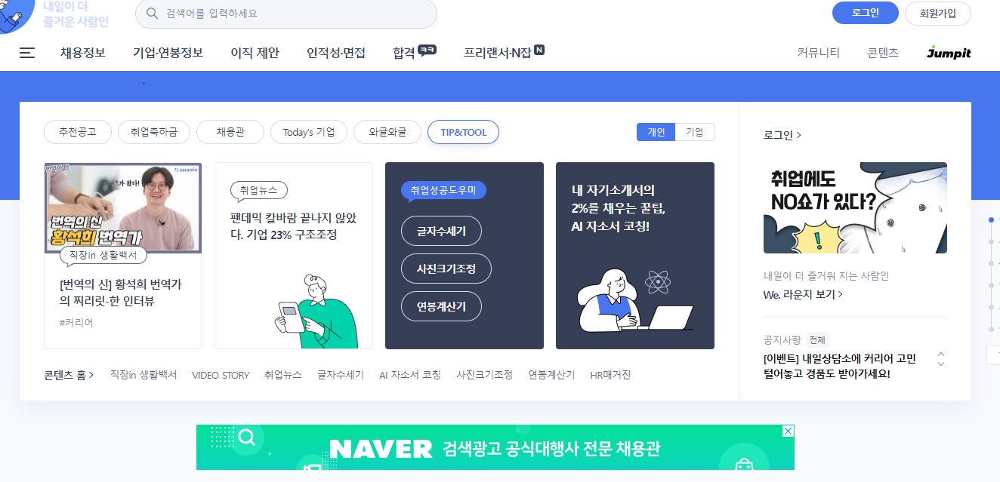 내일이 더
즐거운 사람인
검색어를 입력하세요
로그인
회원가입
채용정보
기업·연봉정보
이직 제안
인적성·면접
합격 ㅋㅋ
프리랜서·N잡 N
커뮤니티
콘텐츠
Jumpit
추천공고
취업축하금
채용관
Today's 기업
와글와글
TIP&TOOL
개인
기업
saramin
번역의 신
황석희 번역가
직장in 생활백서
[번역의 신] 황석희 번역가
의 찌리릿-한 인터뷰
#커리어
취업뉴스
팬데믹 칼바람 끝나지 않았
다. 기업 23% 구조조정
취업성공도우미
글자수세기
사진크기조정
연봉계산기
내 자기소개서의
2%를 채우는 꿀팁,
AI 자소서 코칭!
콘텐츠 홈
직장in 생활백서
VIDEO STORY
취업뉴스
글자수세기
AI 자소서 코칭
사진크기조정
연봉계산기
HR매거진
로그인
취업에도
NO쇼가 있다?
내일이 더 즐거워 지는 사람인
We. 라운지 보기
공지사항 전체
[이벤트] 내일상담소에 커리어 고민
털어놓고 경품도 받아가세요!
NAVER 검색광고 공식대행사 전문 채용관